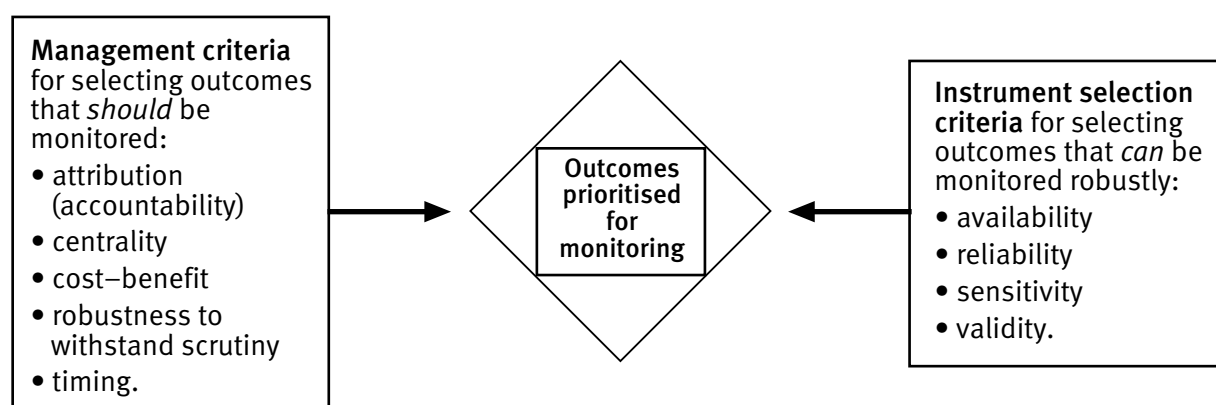 Management criteria
for selecting outcomes
that should be
monitored:
• attribution
(accountability)
• centrality
• cost–benefit
• robustness to
withstand scrutiny
• timing.
Outcomes
prioritised
for
monitoring
Instrument selection
criteria for selecting
outcomes that can be
monitored robustly:
• availability
• reliability
• sensitivity
• validity.